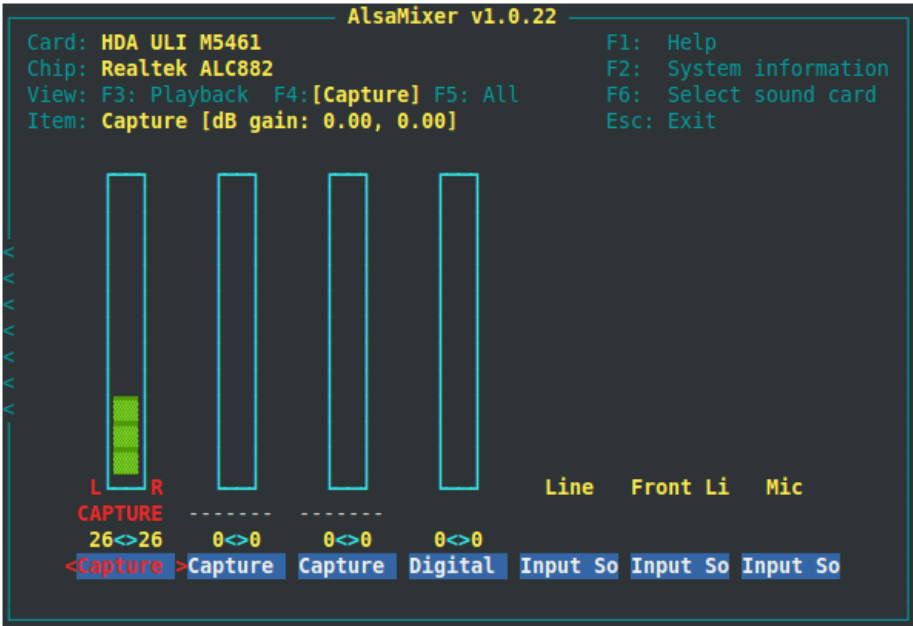 AlsaMixer v1.0.22
Card: HDA ULI M5461 F1: Help
Chip: Realtek ALC882 F2: System information
View: F3: Playback F4:[Capture] F5: All F6: Select sound card
Item: Capture [dB gain: 0.00, 0.00] Esc: Exit
<
<
<
<
<
<
<
L R Line Front Li Mic
CAPTURE ------- -------
26<>26 0<>0 0<>0 0<>0
<Capture >Capture Capture Digital Input So Input So Input So